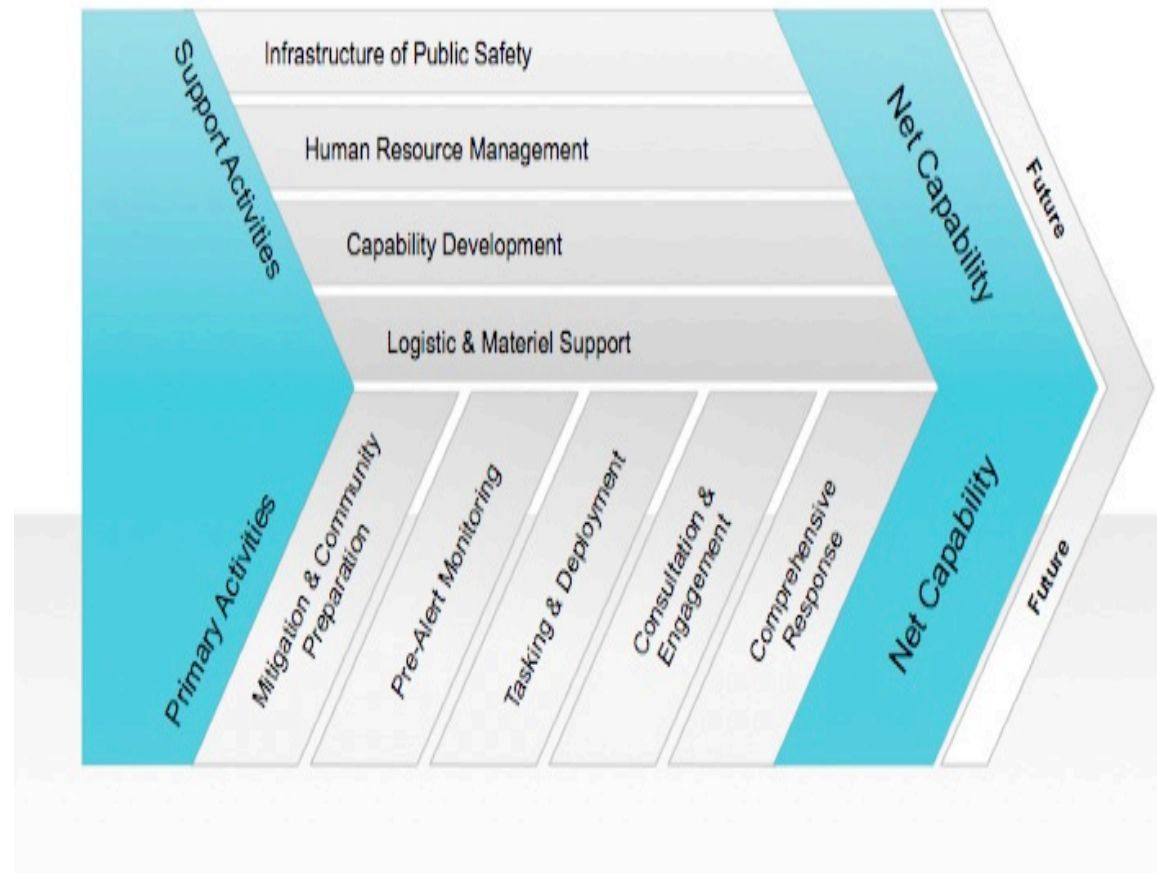 Support Activities
Infrastructure of Public Safety
Human Resource Management
Capability Development
Logistic & Materiel Support
Primary Activities
Mitigation & Community
Preparation
Pre-Alert Monitoring
Tasking & Deployment
Consultation &
Engagement
Comprehensive
Response
Net Capability
Net Capability
Future
Future